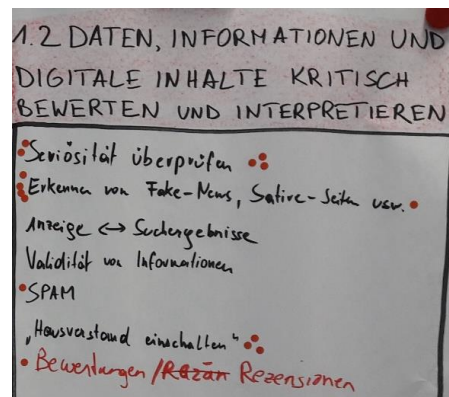 1.2 DATEN, INFORMATIONEN UND
DIGITALE INHALTE KRITISCH
BEWERTEN UND INTERPRETIEREN
Seriösität überprüfen
Erkennen von Fake-News, Satire-Seiten usw.
Anzeige ↔ Suchergebnisse
Validität von Informationen
SPAM
„Hausverstand einschalten"
Bewertungen / Rezensionen